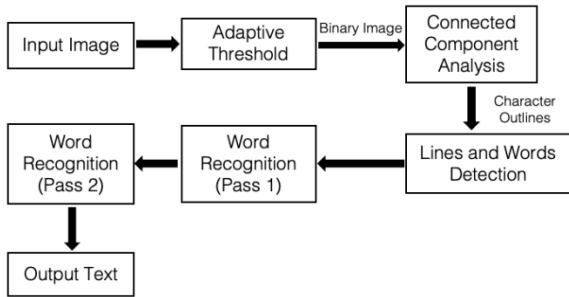 Input Image
Adaptive
Threshold
Binary Image
Connected
Component
Analysis
Character
Outlines
Lines and Words
Detection
Word
Recognition
(Pass 1)
Word
Recognition
(Pass 2)
Output Text